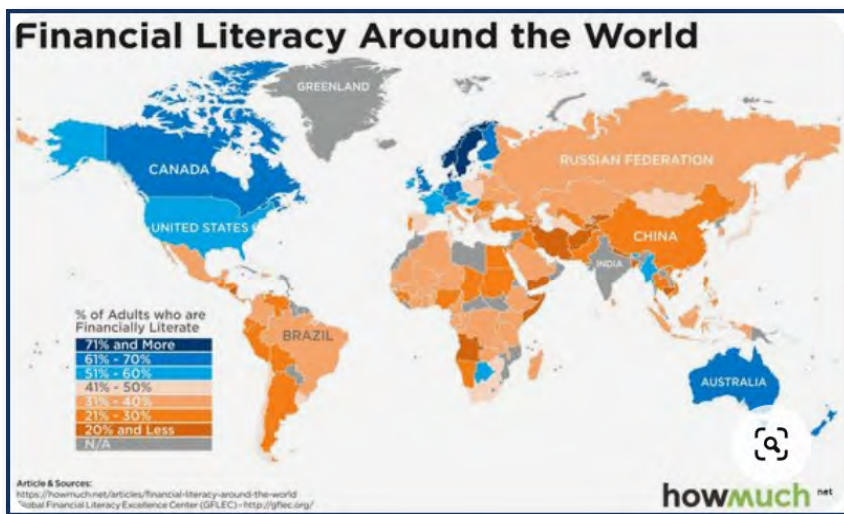 Financial Literacy Around the World
GREENLAND
CANADA
RUSSIAN FEDERATION
UNITED STATES
CHINA
INDIA
BRAZIL
AUSTRALIA
% of Adults who are
Financially Literate
71% and More
61% - 70%
51% - 60%
41% - 50%
31% - 40%
21% - 30%
20% and Less
N/A
Article & Sources:
https://howmuch.net/articles/financial-literacy-around-the-world
Global Financial Literacy Excellence Center (GFLEC) - http://gflec.org/
howmuch net